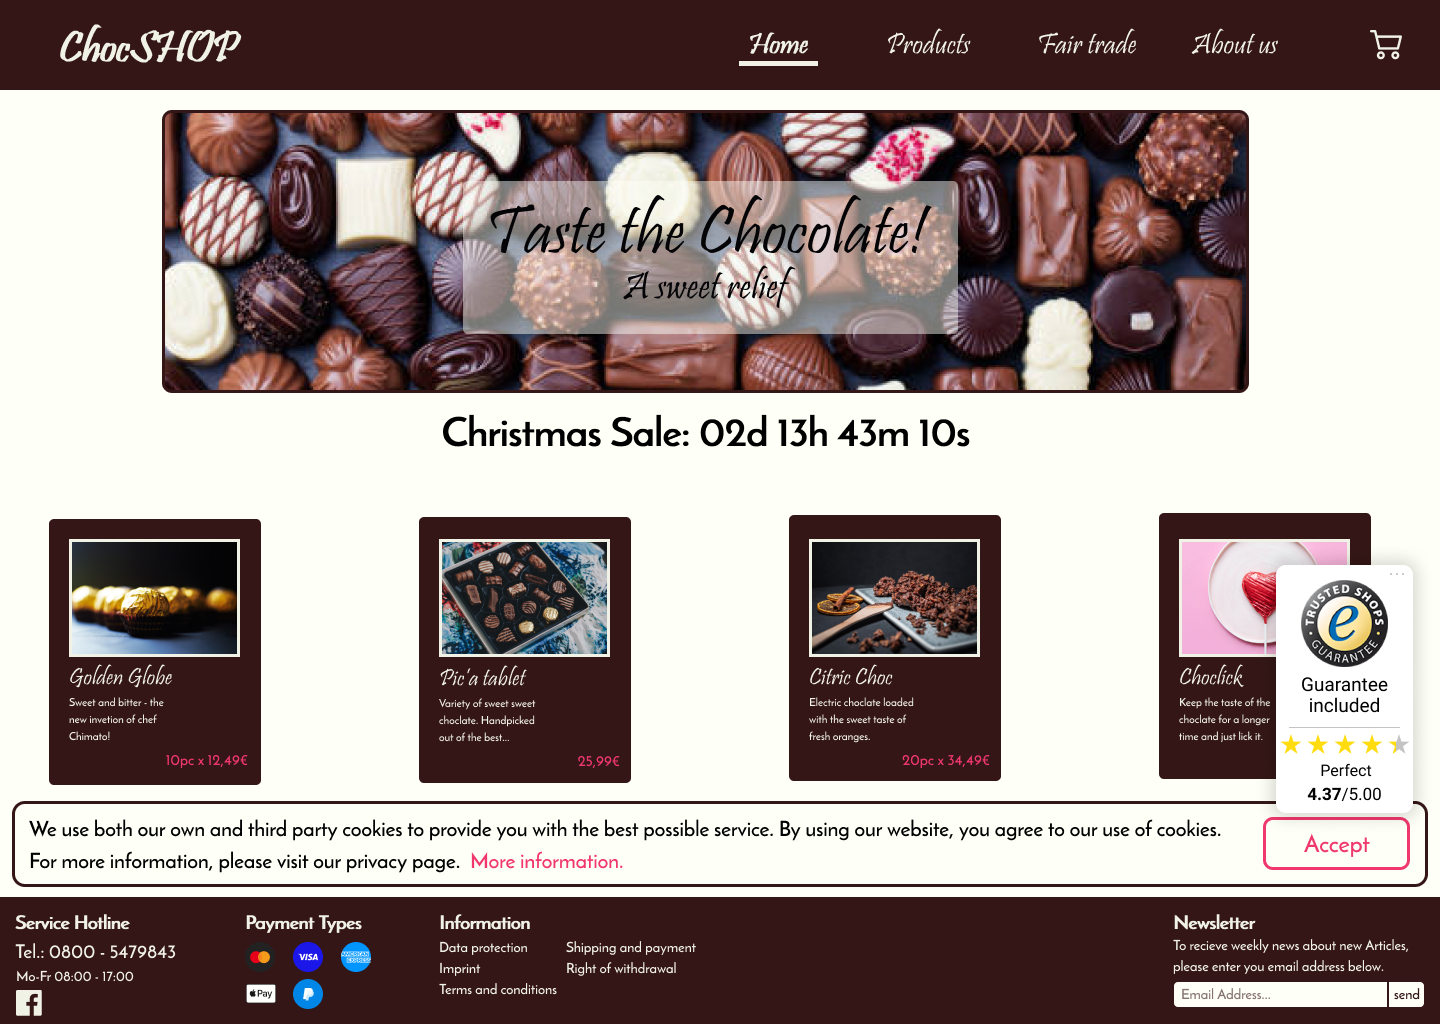 ChocSHOP
Home
Products
Fair trade
About us
Taste the Chocolate!
A sweet relief
Christmas Sale: 02d 13h 43m 10s
Golden Globe
Sweet and bitter - the
new invetion of chef
Chimato!
10pc x 12,49€
Pic'a tablet
Variety of sweet sweet
choclate. Handpicked
out of the best...
25,99€
Citric Choc
Electric choclate loaded
with the sweet taste of
fresh oranges.
20pc x 34,49€
Choclick
Keep the taste of the
choclate for a longer
time and just lick it.
TRUSTED SHOPS
e
GUARANTEE
Guarantee
included
Perfect
4.37/5.00
We use both our own and third party cookies to provide you with the best possible service. By using our website, you agree to our use of cookies.
For more information, please visit our privacy page. More information.
Accept
Service Hotline
Tel.: 0800 - 5479843
Mo-Fr 08:00 - 17:00
Payment Types
VISA
AMERICAN
EXPRESS
Pay
P
Information
Data protection
Imprint
Terms and conditions
Shipping and payment
Right of withdrawal
Newsletter
To recieve weekly news about new Articles,
please enter you email address below.
Email Address...
send